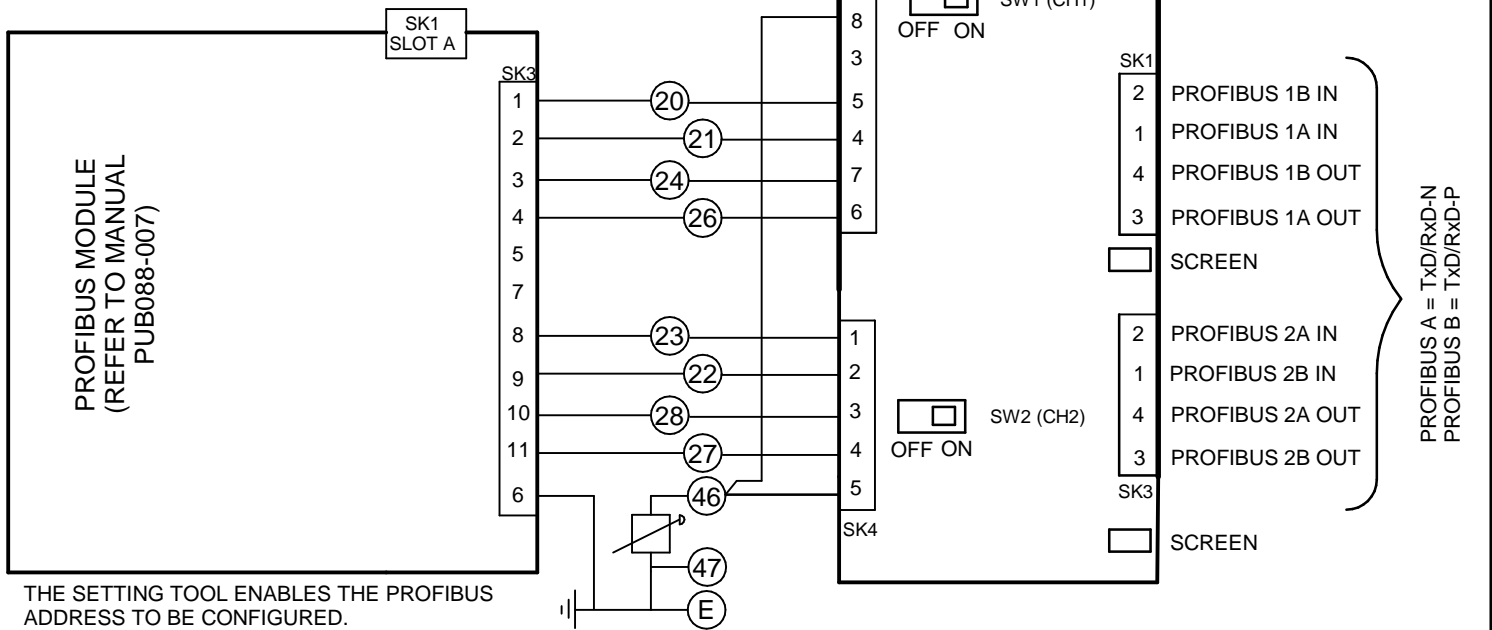 SK1
SLOT A
PROFIBUS MODULE
(REFER TO MANUAL
PUB088-007)
SK3
1
2
3
4
5
7
8
9
10
11
6
THE SETTING TOOL ENABLES THE PROFIBUS
ADDRESS TO BE CONFIGURED.
20
21
24
26
23
22
28
27
46
47
E
8
3
5
4
7
6
1
2
3
4
5
SK4
SW1 (CH1)
OFF ON
SW2 (CH2)
OFF ON
SK1
2 PROFIBUS 1B IN
1 PROFIBUS 1A IN
4 PROFIBUS 1B OUT
3 PROFIBUS 1A OUT
SCREEN
2 PROFIBUS 2A IN
1 PROFIBUS 2B IN
4 PROFIBUS 2A OUT
3 PROFIBUS 2B OUT
SK3
SCREEN
PROFIBUS A = TxD/RxD-N
PROFIBUS B = TxD/RxD-P